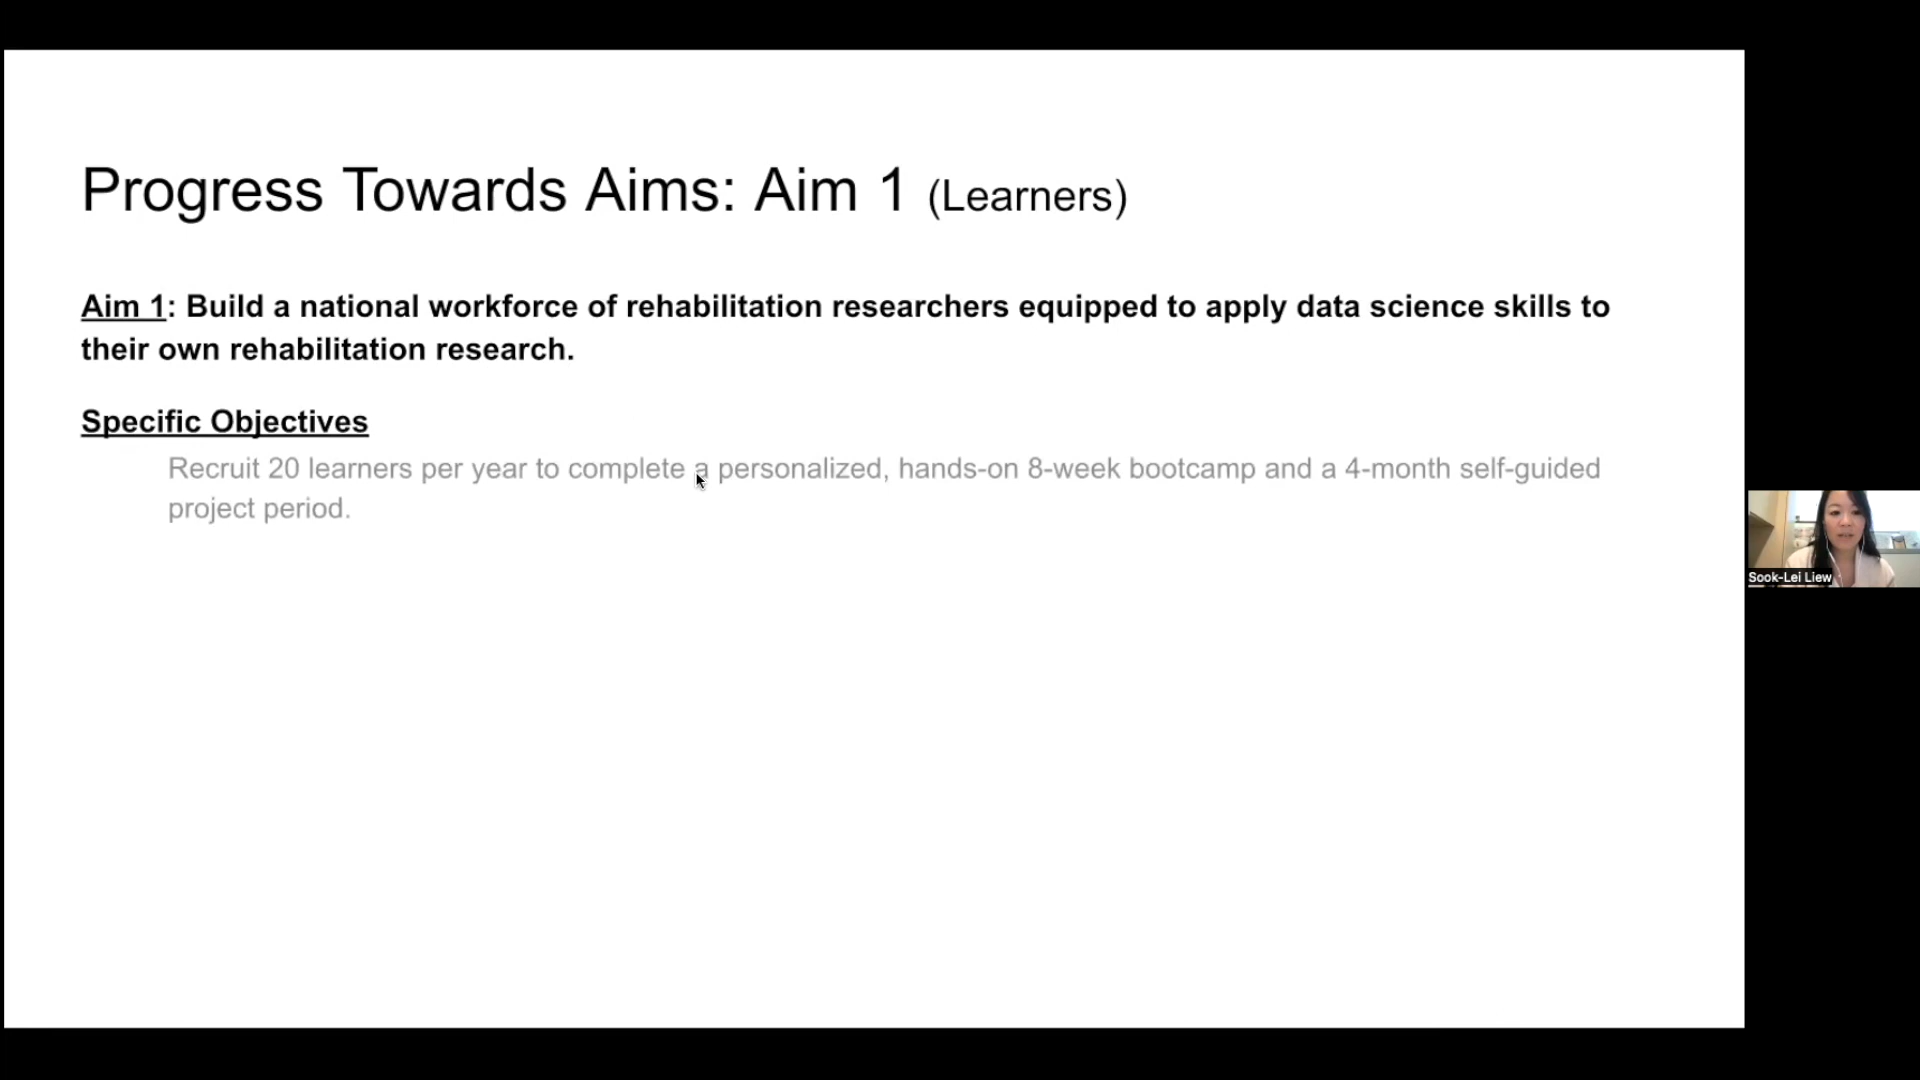 Progress Towards Aims: Aim 1 (Learners)
Aim 1: Build a national workforce of rehabilitation researchers equipped to apply data science skills to
their own rehabilitation research.
Specific Objectives
Recruit 20 learners per year to complete a personalized, hands-on 8-week bootcamp and a 4-month self-guided
project period.
Sook-Lei Liew